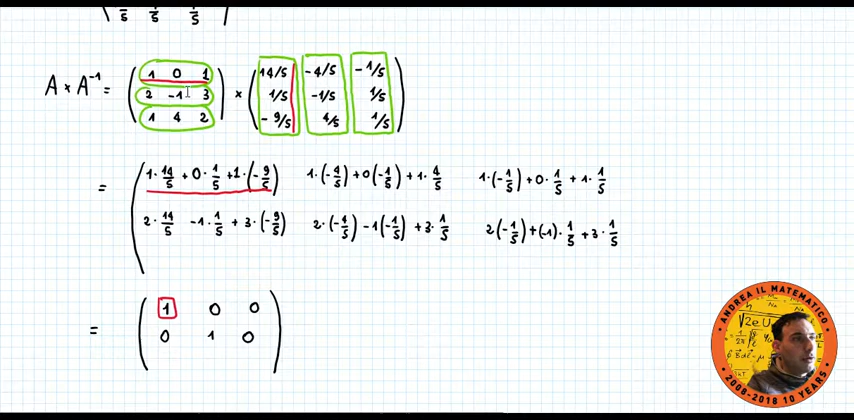 5 5 5
A × A⁻¹ = ( 1 0 1 × ( 14/5 -4/5 -1/5
2 -1 3 1/5 -1/5 1/5
1 4 2 ) -9/5 4/5 1/5 )
= ( 1·14/5 + 0·1/5 + 1·(-9/5) 1·(-4/5) + 0(-1/5) + 1·4/5 1·(-1/5) + 0·1/5 + 1·1/5
2·14/5 -1·1/5 + 3·(-9/5) 2·(-4/5) - 1(-1/5) + 3·1/5 2(-1/5) + (-1)·1/5 + 3·1/5
= ( 1 0 0
0 1 0 )
ANDREA IL MATEMATICO
2008-2018 10 YEARS